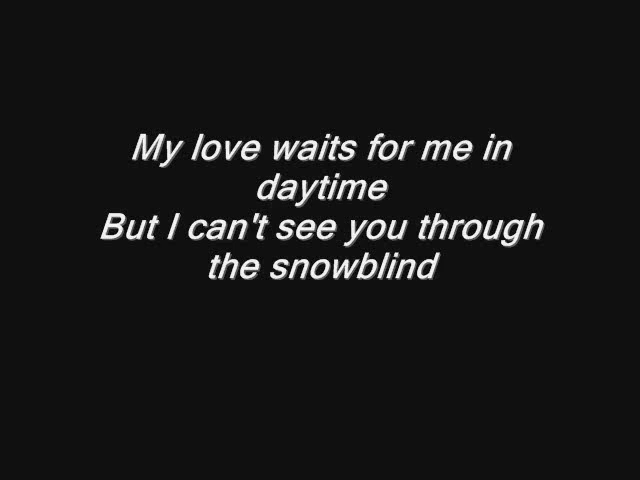 My love waits for me in
daytime
But I can't see you through
the snowblind